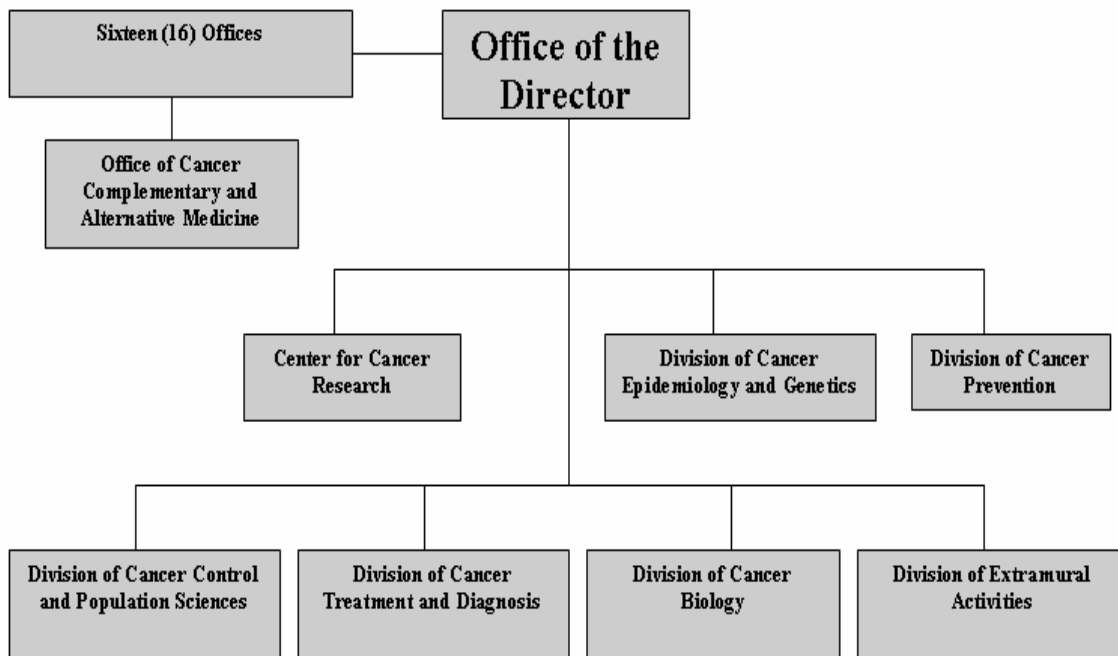 Sixteen (16) Offices
Office of the
Director
Office of Cancer
Complementary and
Alternative Medicine
Center for Cancer
Research
Division of Cancer
Epidemiology and Genetics
Division of Cancer
Prevention
Division of Cancer Control
and Population Sciences
Division of Cancer
Treatment and Diagnosis
Division of Cancer
Biology
Division of Extramural
Activities